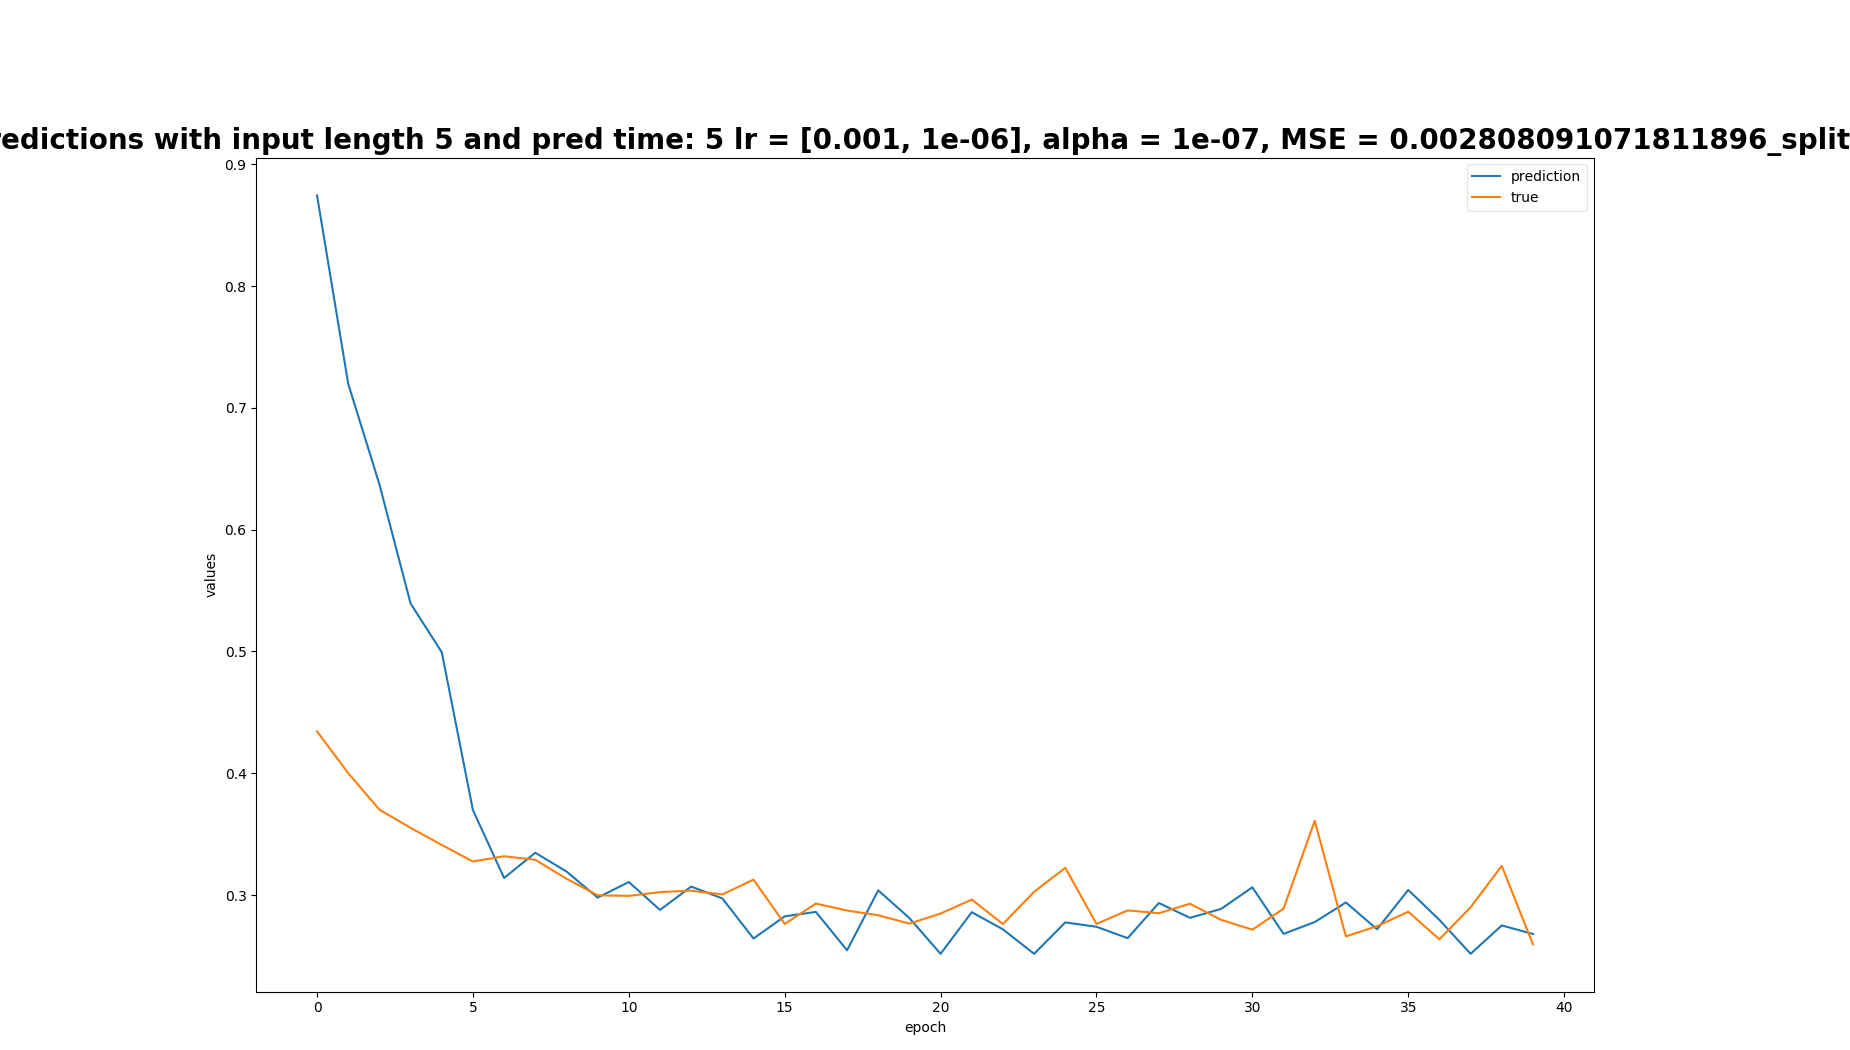 redictions with input length 5 and pred time: 5 lr = [0.001, 1e-06], alpha = 1e-07, MSE = 0.002808091071811896_split
prediction
true
0.9
0.8
0.7
0.6
0.5
0.4
0.3
values
0 5 10 15 20 25 30 35 40
epoch